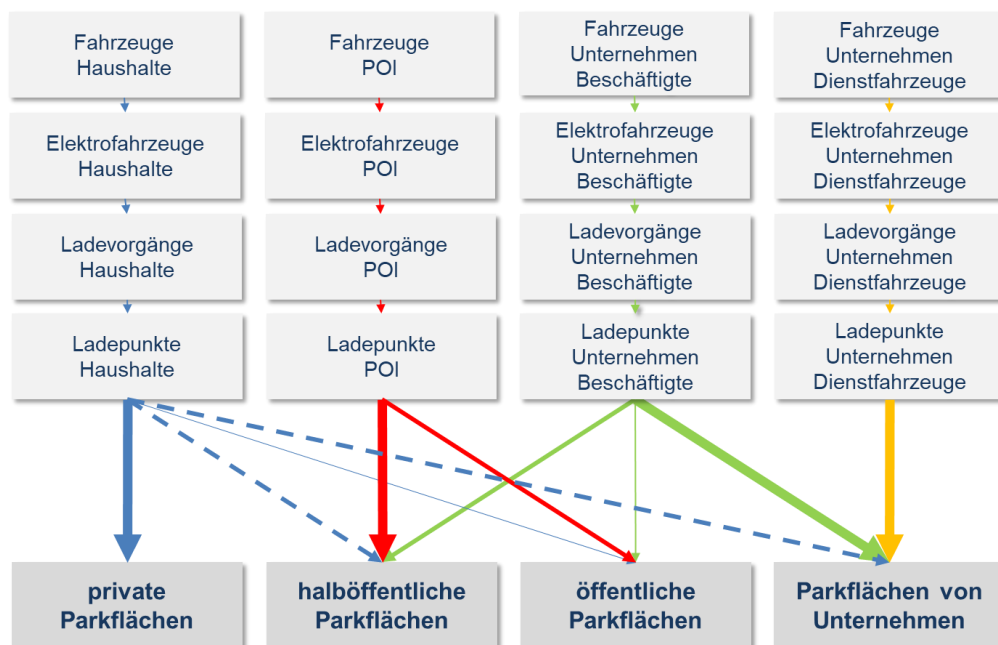 Fahrzeuge
Haushalte
Fahrzeuge
POI
Fahrzeuge
Unternehmen
Beschäftigte
Fahrzeuge
Unternehmen
Dienstfahrzeuge
Elektrofahrzeuge
Haushalte
Elektrofahrzeuge
POI
Elektrofahrzeuge
Unternehmen
Beschäftigte
Elektrofahrzeuge
Unternehmen
Dienstfahrzeuge
Ladevorgänge
Haushalte
Ladevorgänge
POI
Ladevorgänge
Unternehmen
Beschäftigte
Ladevorgänge
Unternehmen
Dienstfahrzeuge
Ladepunkte
Haushalte
Ladepunkte
POI
Ladepunkte
Unternehmen
Beschäftigte
Ladepunkte
Unternehmen
Dienstfahrzeuge
private
Parkflächen
halböffentliche
Parkflächen
öffentliche
Parkflächen
Parkflächen von
Unternehmen